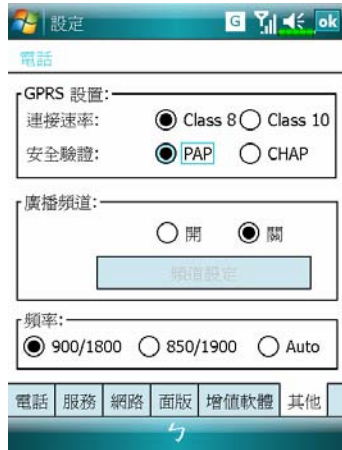 設定 G ok
電話
GPRS 設置:
連接速率: Class 8 Class 10
安全驗證: PAP CHAP
廣播頻道:
開 關
頻道設定
頻率:
900/1800 850/1900 Auto
電話 服務 網路 面版 增值軟體 其他
ㄅ